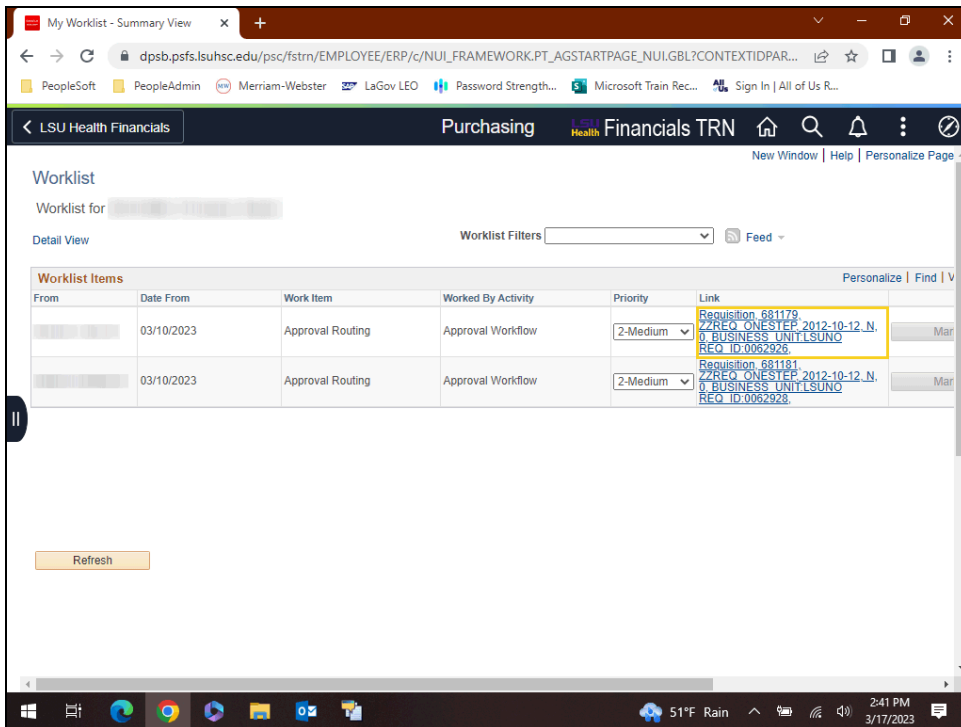 My Worklist - Summary View
dpsb.psfs.lsuhsc.edu/psc/fstrn/EMPLOYEE/ERP/c/NUI_FRAMEWORK.PT_AGSTARTPAGE_NUI.GBL?CONTEXTIDPAR...
PeopleSoft PeopleAdmin Merriam-Webster LaGov LEO Password Strength... Microsoft Train Rec... Sign In | All of Us R...
LSU Health Financials Purchasing LSU Health Financials TRN
New Window | Help | Personalize Page
Worklist
Worklist for
Detail View Worklist Filters Feed
Worklist Items Personalize | Find | V
From Date From Work Item Worked By Activity Priority Link
03/10/2023 Approval Routing Approval Workflow 2-Medium Requisition, 681179,
ZZREQ_ONESTEP, 2012-10-12, N,
0, BUSINESS_UNIT:LSUNO
REQ_ID:0062926,
Mar
03/10/2023 Approval Routing Approval Workflow 2-Medium Requisition, 681181,
ZZREQ_ONESTEP, 2012-10-12, N,
0, BUSINESS_UNIT:LSUNO
REQ_ID:0062928,
Mar
Refresh
51°F Rain
2:41 PM
3/17/2023